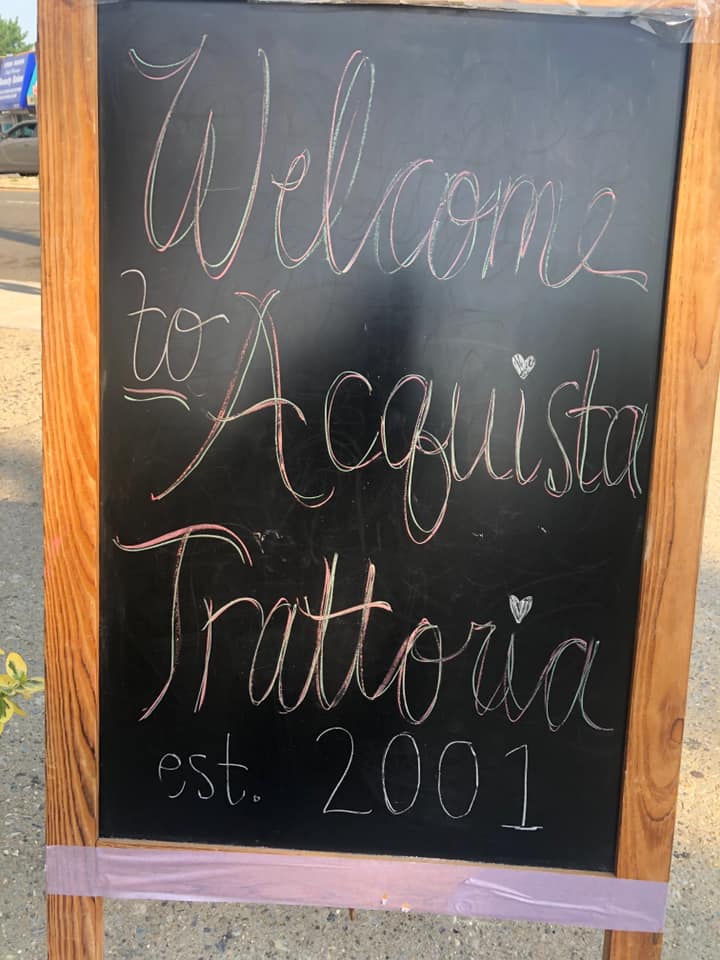 Welcome
to Acquista
Trattoria
est. 2001